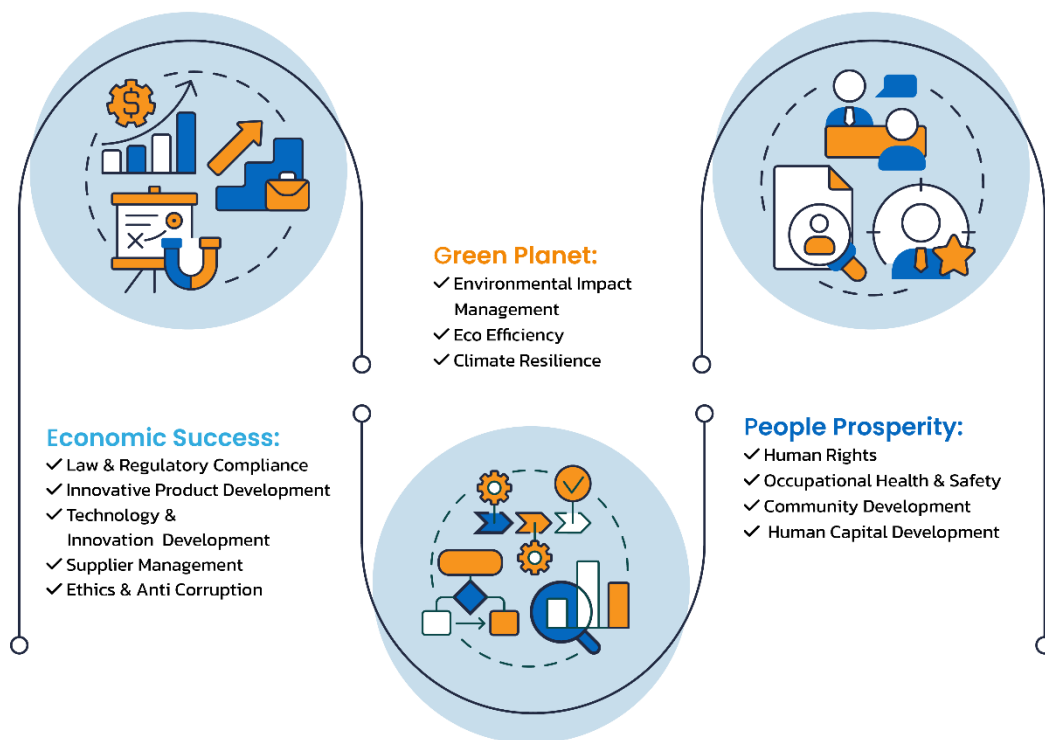 Green Planet:
✓ Environmental Impact
Management
✓ Eco Efficiency
✓ Climate Resilience
Economic Success:
✓ Law & Regulatory Compliance
✓ Innovative Product Development
✓ Technology &
Innovation Development
✓ Supplier Management
✓ Ethics & Anti Corruption
People Prosperity:
✓ Human Rights
✓ Occupational Health & Safety
✓ Community Development
✓ Human Capital Development